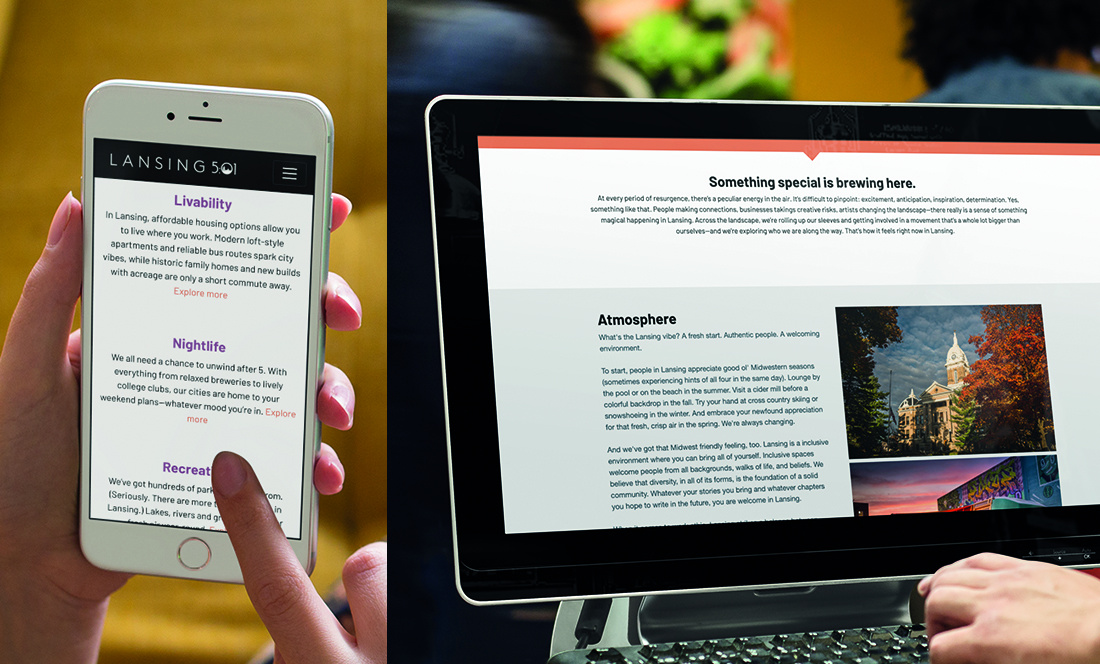 LANSING 5:01
Livability
In Lansing, affordable housing options allow you
to live where you work. Modern loft-style
apartments and reliable bus routes spark city
vibes, while historic family homes and new builds
with acreage are only a short commute away.
Explore more
Nightlife
We all need a chance to unwind after 5. With
everything from relaxed breweries to lively
college clubs, our cities are home to your
weekend plans—whatever mood you're in. Explore
more
Recreat
We've got hundreds of park
(Seriously. There are more in
Lansing.) Lakes, rivers and
Something special is brewing here.
At every period of resurgence, there's a peculiar energy in the air. It's difficult to pinpoint: excitement, anticipation, inspiration, determination. Yes,
something like that. People making connections, businesses takings creative risks, artists changing the landscape—there really is a sense of something
magical happening in Lansing. Across the landscape, we're rolling up our sleeves and getting involved in a movement that's a whole lot bigger than
ourselves—and we're exploring who we are along the way. That's how it feels right now in Lansing.
Atmosphere
What's the Lansing vibe? A fresh start. Authentic people. A welcoming
environment.
To start, people in Lansing appreciate good ol' Midwestern seasons
(sometimes experiencing hints of all four in the same day). Lounge by
the pool or on the beach in the summer. Visit a cider mill before a
colorful backdrop in the fall. Try your hand at cross country skiing or
snowshoeing in the winter. And embrace your newfound appreciation
for that fresh, crisp air in the spring. We're always changing.
And we've got that Midwest friendly feeling, too. Lansing is a inclusive
environment where you can bring all of yourself. Inclusive spaces
welcome people from all backgrounds, walks of life, and beliefs. We
believe that diversity, in all of its forms, is the foundation of a solid
community. Whatever your stories you bring and whatever chapters
you hope to write in the future, you are welcome in Lansing.